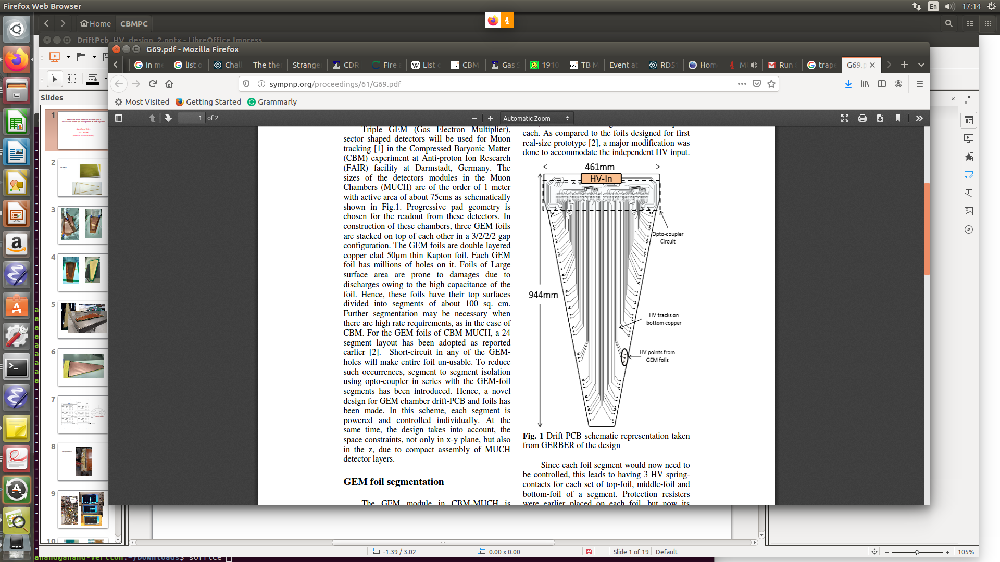 Firefox Web Browser
En
17:14
Home
CBMPC
DriftPcb_HV_design_2.pptx - LibreOffice Impress
G69.pdf - Mozilla Firefox
in m
list o
Chall
The the
Strange
CDR
Fire a
W List o
GSI CBM
Gas S
1910
GSI TB M
Event at
RD5
Hom
M
Run
trape
G69.p
sympnp.org/proceedings/61/G69.pdf
Most Visited
Getting Started
Grammarly
1 of 2
Automatic Zoom
Slides
1
2
3
4
5
6
7
8
9
10
Triple GEM (Gas Electron Multiplier),
sector shaped detectors will be used for Muon
tracking [1] in the Compressed Baryonic Matter
(CBM) experiment at Anti-proton Ion Research
(FAIR) facility at Darmstadt, Germany. The
sizes of the detectors modules in the Muon
Chambers (MUCH) are of the order of 1 meter
with active area of about 75cms as schematically
shown in Fig.1. Progressive pad geometry is
chosen for the readout from these detectors. In
construction of these chambers, three GEM foils
are stacked on top of each other in a 3/2/2/2 gap
configuration. The GEM foils are double layered
copper clad 50µm thin Kapton foil. Each GEM
foil has millions of holes on it. Foils of Large
surface area are prone to damages due to
discharges owing to the high capacitance of the
foil. Hence, these foils have their top surfaces
divided into segments of about 100 sq. cm.
Further segmentation may be necessary when
there are high rate requirements, as in the case of
CBM. For the GEM foils of CBM MUCH, a 24
segment layout has been adopted as reported
earlier [2]. Short-circuit in any of the GEM-
holes will make entire foil un-usable. To reduce
such occurrences, segment to segment isolation
using opto-coupler in series with the GEM-foil
segments has been introduced. Hence, a novel
design for GEM chamber drift-PCB and foils has
been made. In this scheme, each segment is
powered and controlled individually. At the
same time, the design takes into account, the
space constraints, not only in x-y plane, but also
in the z, due to compact assembly of MUCH
detector layers.
GEM foil segmentation
The GEM module in CBM-MUCH is
each. As compared to the foils designed for first
real-size prototype [2], a major modification was
done to accommodate the independent HV input.
461mm
HV-In
Opto-coupler
Circuit
944mm
HV tracks on
bottom copper
HV points from
GEM foils
Fig. 1 Drift PCB schematic representation taken
from GERBER of the design
Since each foil segment would now need to
be controlled, this leads to having 3 HV spring-
contacts for each set of top-foil, middle-foil and
bottom-foil of a segment. Protection resisters
were earlier placed on each foil, but now its
-1.39 / 3.02
0.00 x 0.00
Slide 1 of 19
Default
105%
anand@anand-veriton:~/Downloads$ soffice